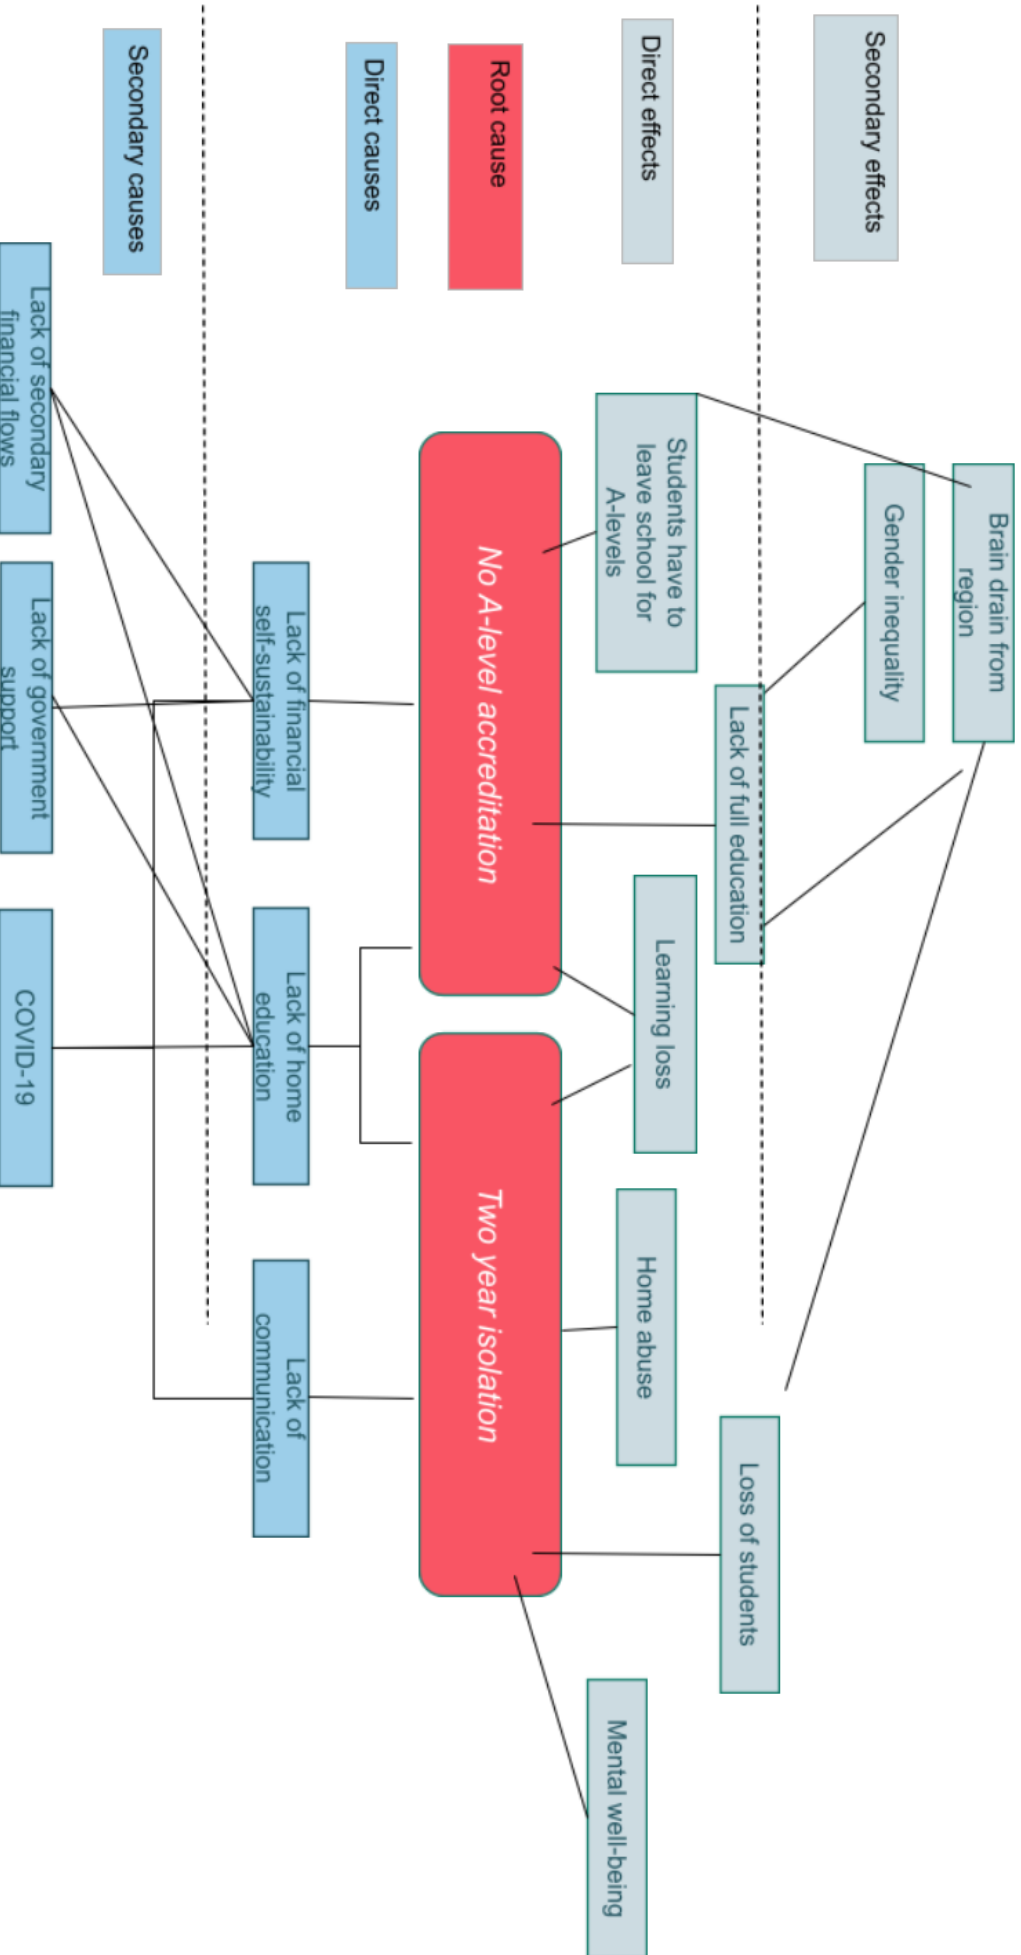 Secondary effects
Brain drain from
region
Gender inequality
Direct effects
Lack of full education
Students have to
leave school for
A-levels
Learning loss
Home abuse
Loss of students
Mental well-being
Root cause
No A-level accreditation
Two year isolation
Direct causes
Lack of financial
self-sustainability
Lack of home
education
Lack of
communication
Secondary causes
Lack of secondary
financial flows
Lack of government
support
COVID-19